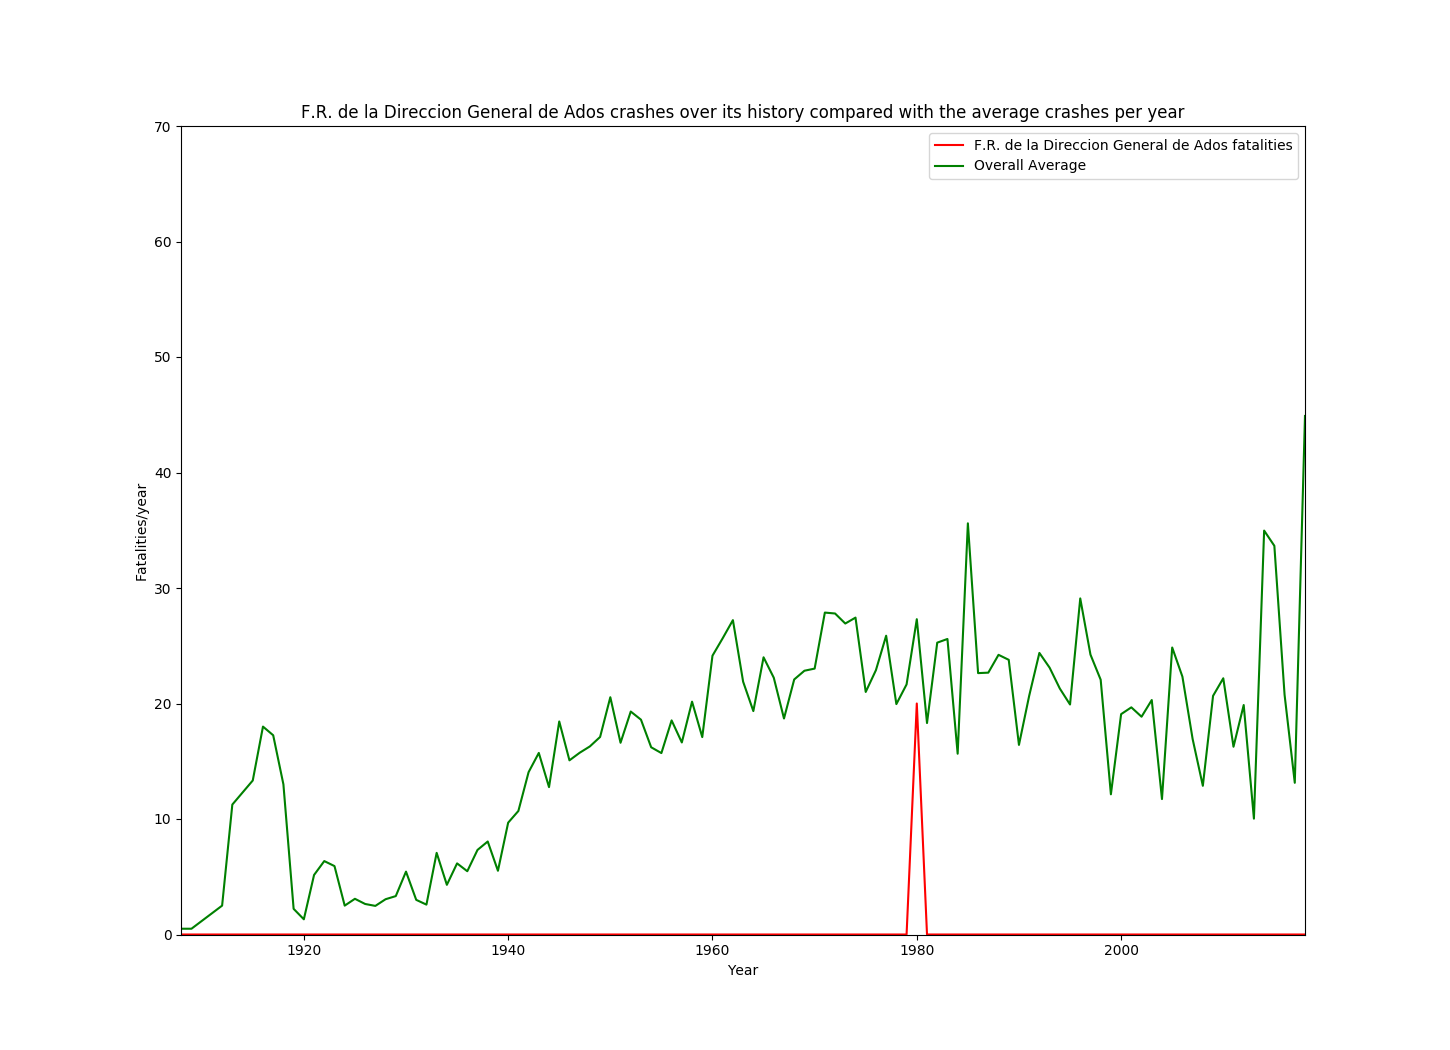 F.R. de la Direccion General de Ados crashes over its history compared with the average crashes per year
70
60
50
40
30
20
10
0
Fatalities/year
F.R. de la Direccion General de Ados fatalities
Overall Average
1920 1940 1960 1980 2000
Year